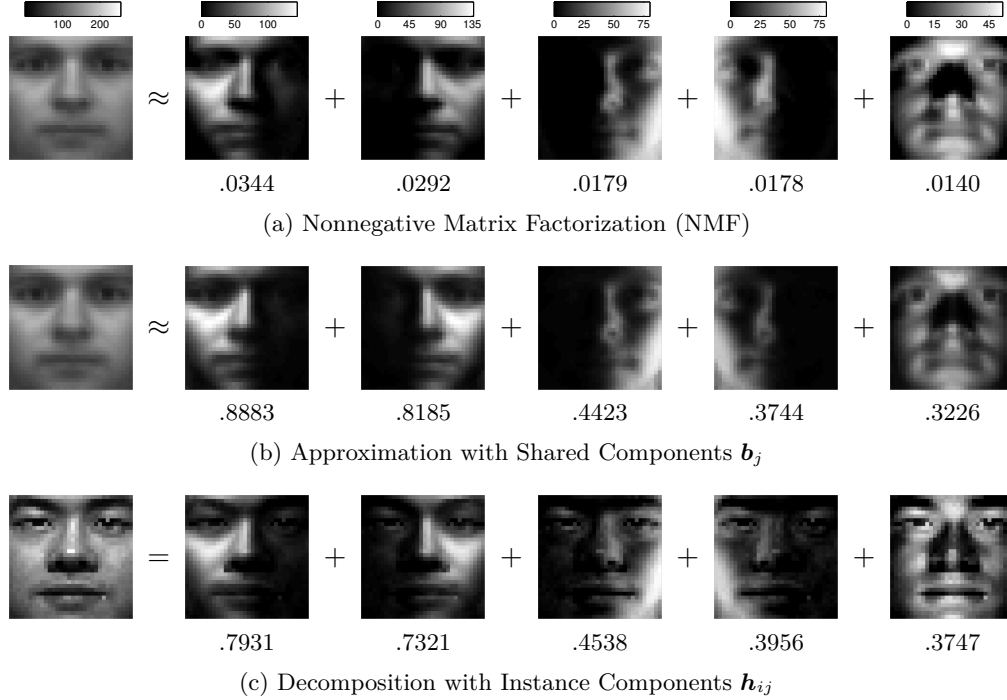 100 200 0 50 100 0 45 90 135 0 25 50 75 0 25 50 75 0 15 30 45
≈ + + + +
.0344 .0292 .0179 .0178 .0140
(a) Nonnegative Matrix Factorization (NMF)
≈ + + + +
.8883 .8185 .4423 .3744 .3226
(b) Approximation with Shared Components b_j
= + + + +
.7931 .7321 .4538 .3956 .3747
(c) Decomposition with Instance Components h_{ij}